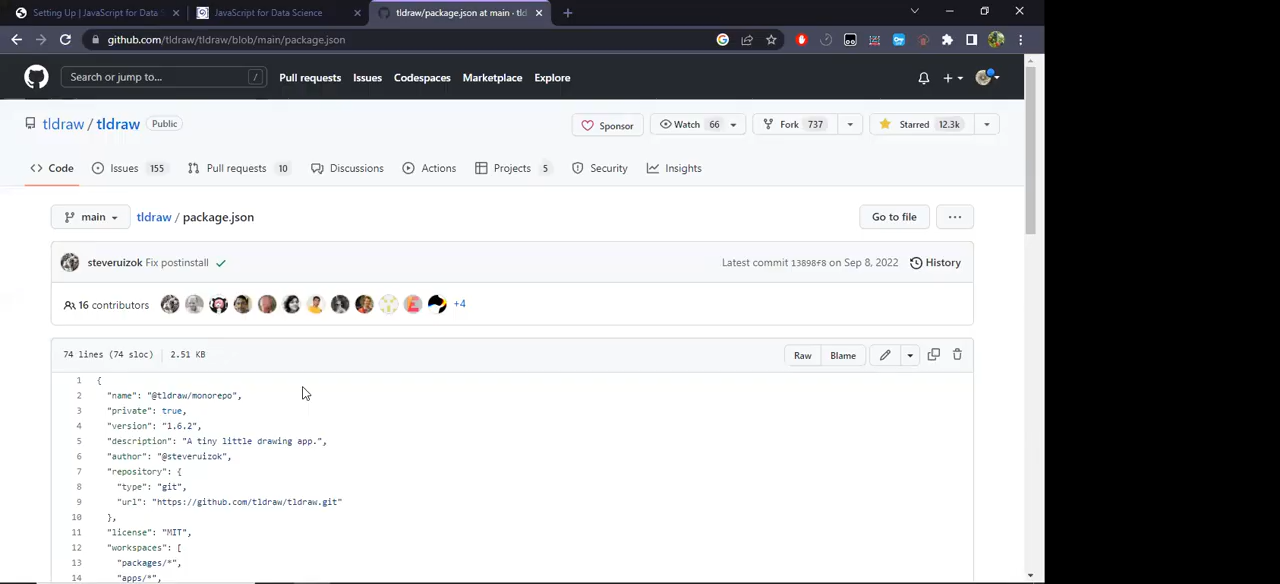 Setting Up | JavaScript for Data
JavaScript for Data Science
tldraw/package.json at main · tld
github.com/tldraw/tldraw/blob/main/package.json
Search or jump to... /
Pull requests Issues Codespaces Marketplace Explore
tldraw / tldraw Public
Sponsor Watch 66 Fork 737 Starred 12.3k
Code Issues 155 Pull requests 10 Discussions Actions Projects 5 Security Insights
main tldraw / package.json Go to file ...
steveruizok Fix postinstall Latest commit 13898f8 on Sep 8, 2022 History
16 contributors +4
74 lines (74 sloc) 2.51 KB Raw Blame
1 {
2 "name": "@tldraw/monorepo",
3 "private": true,
4 "version": "1.6.2",
5 "description": "A tiny little drawing app.",
6 "author": "@steveruizok",
7 "repository": {
8 "type": "git",
9 "url": "https://github.com/tldraw/tldraw.git"
10 },
11 "license": "MIT",
12 "workspaces": [
13 "packages/*",
14 "apps/*",